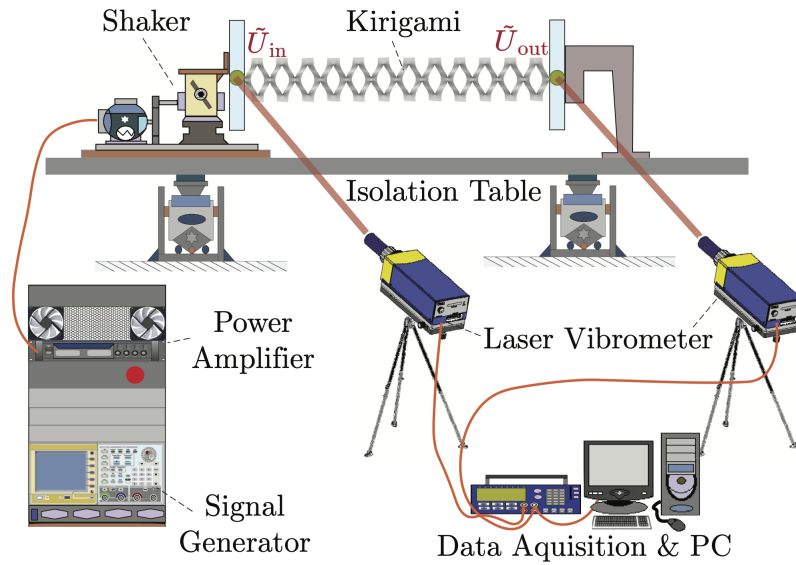 Shaker
Kirigami
Ũin
Ũout
Isolation Table
Power
Amplifier
Laser Vibrometer
Signal
Generator
Data Aquisition & PC